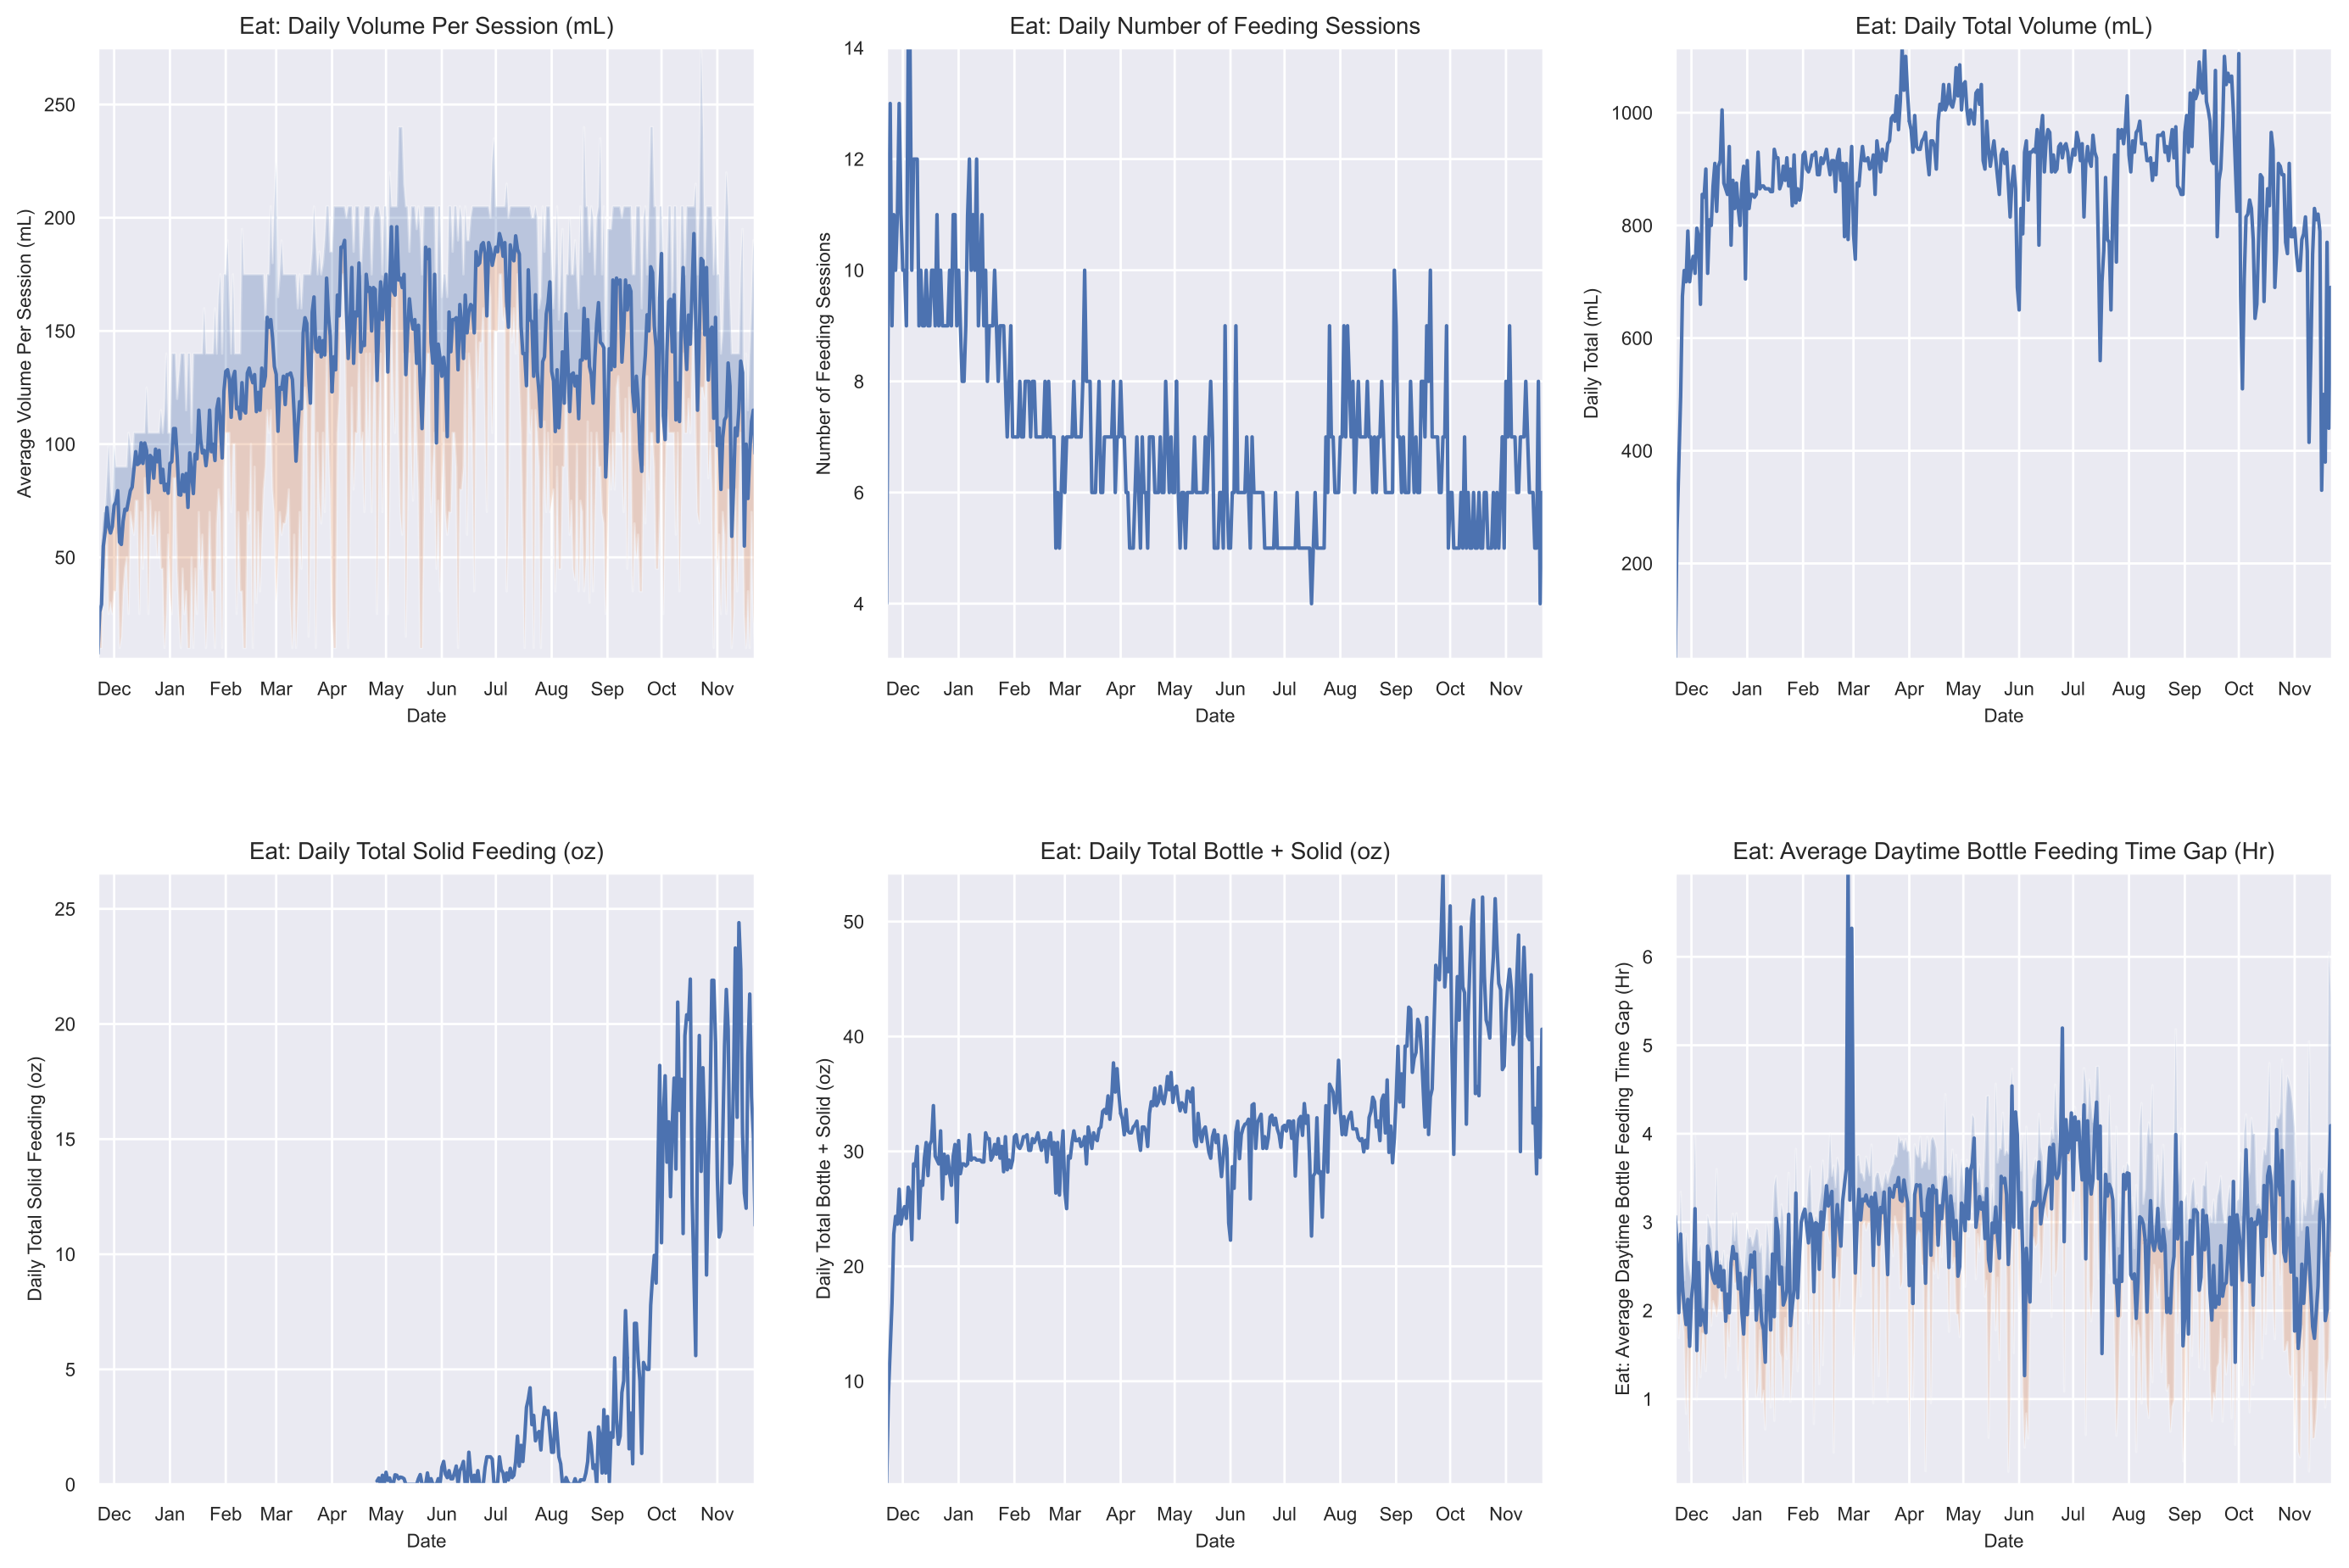 Eat: Daily Volume Per Session (mL)
250
200
150
100
50
Average Volume Per Session (mL)
Dec Jan Feb Mar Apr May Jun Jul Aug Sep Oct Nov
Date
Eat: Daily Number of Feeding Sessions
14
12
10
8
6
4
Number of Feeding Sessions
Dec Jan Feb Mar Apr May Jun Jul Aug Sep Oct Nov
Date
Eat: Daily Total Volume (mL)
1000
800
600
400
200
Daily Total (mL)
Dec Jan Feb Mar Apr May Jun Jul Aug Sep Oct Nov
Date
Eat: Daily Total Solid Feeding (oz)
25
20
15
10
5
0
Daily Total Solid Feeding (oz)
Dec Jan Feb Mar Apr May Jun Jul Aug Sep Oct Nov
Date
Eat: Daily Total Bottle + Solid (oz)
50
40
30
20
10
Daily Total Bottle + Solid (oz)
Dec Jan Feb Mar Apr May Jun Jul Aug Sep Oct Nov
Date
Eat: Average Daytime Bottle Feeding Time Gap (Hr)
6
5
4
3
2
1
Eat: Average Daytime Bottle Feeding Time Gap (Hr)
Dec Jan Feb Mar Apr May Jun Jul Aug Sep Oct Nov
Date